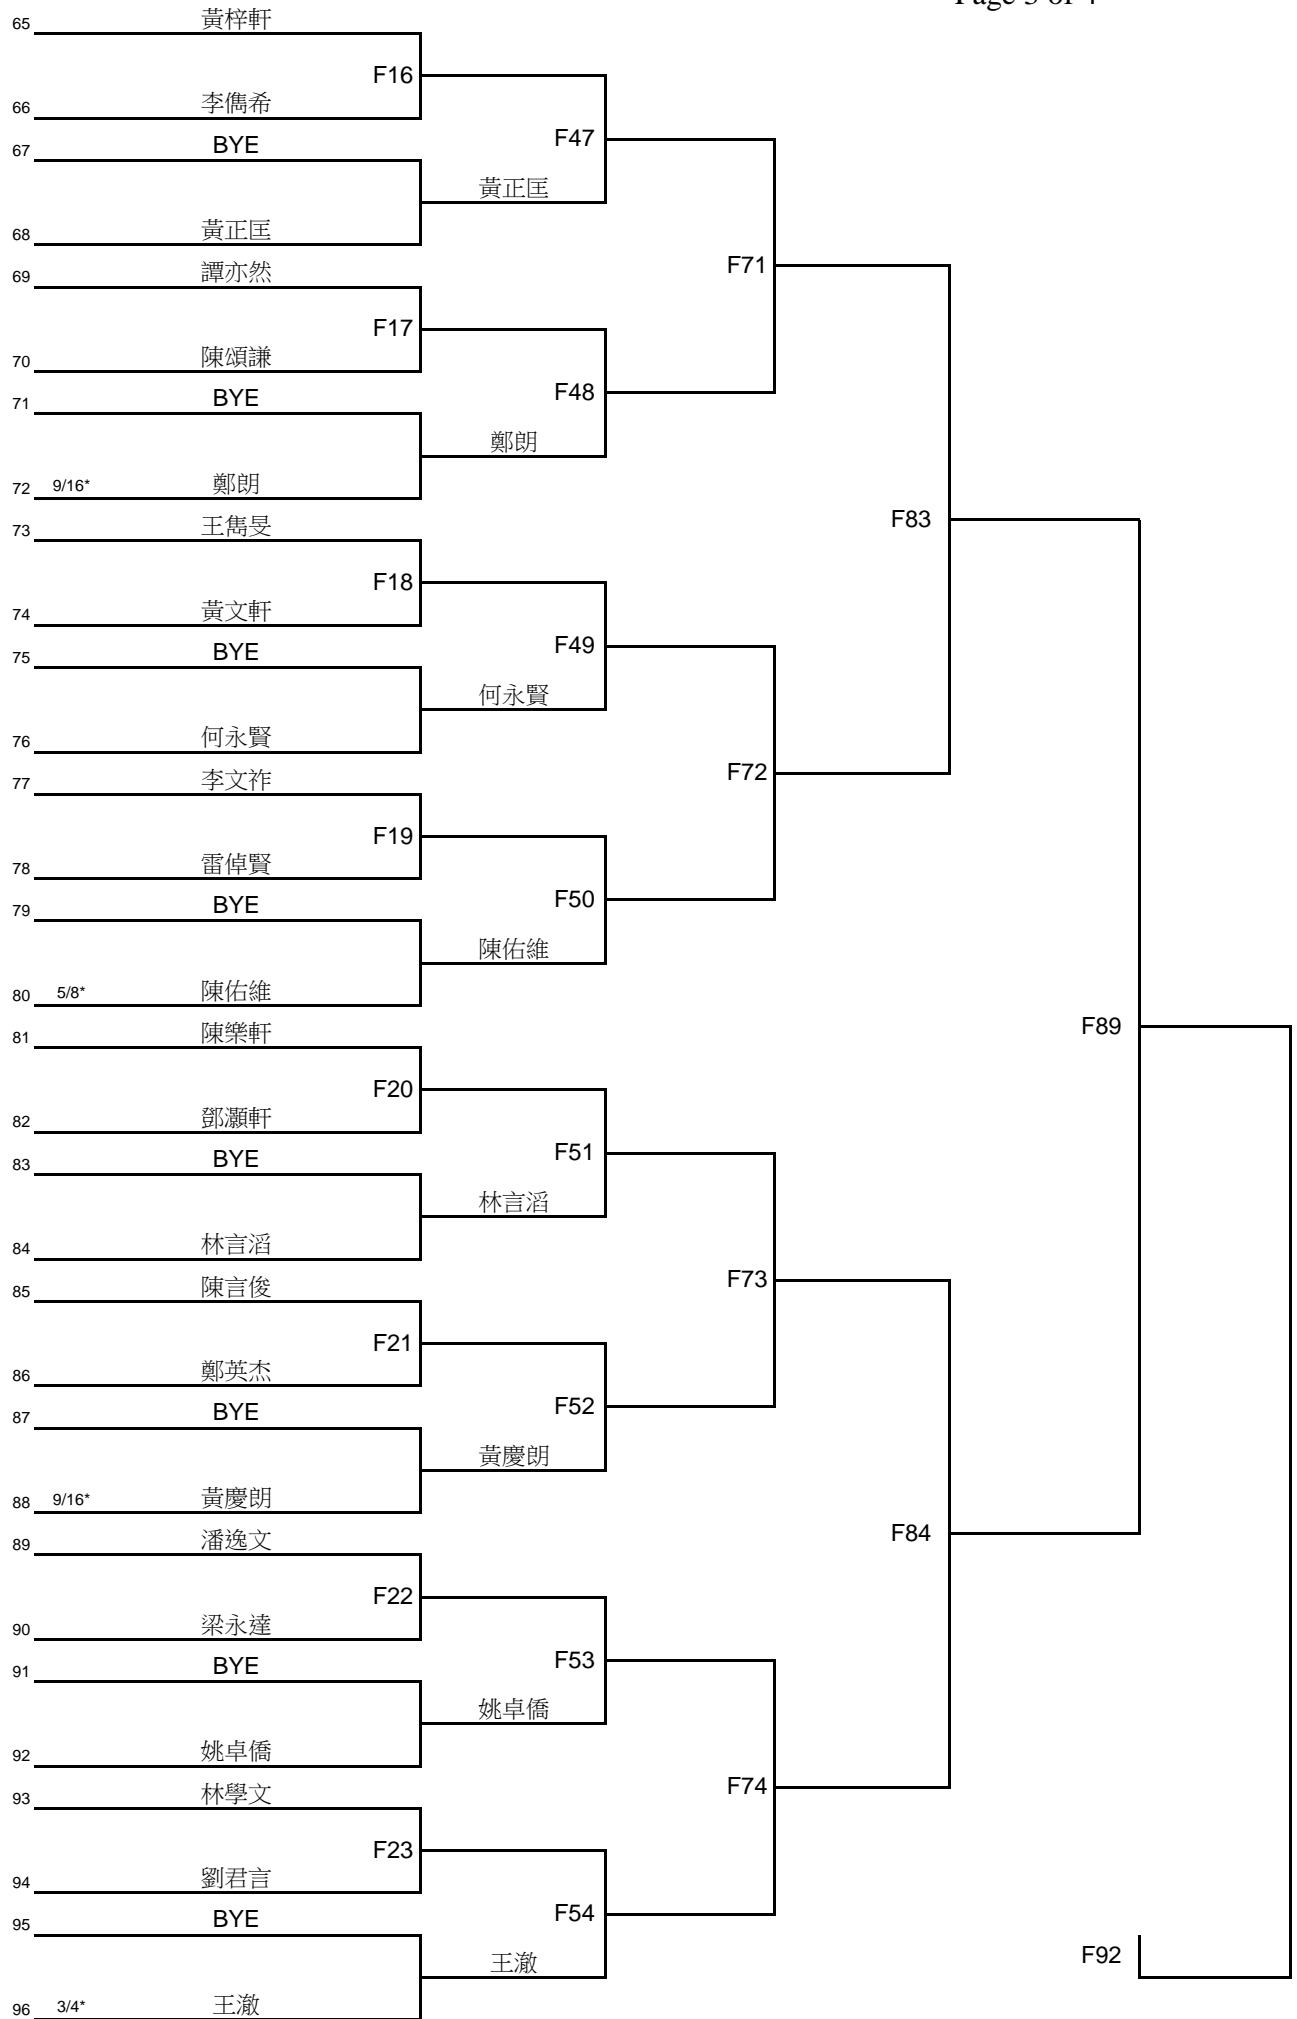 Page 3 of 4
65 黃梓軒
F16
66 李儁希
67 BYE
F47
黃正匡
68 黃正匡
F71
69 譚亦然
F17
70 陳頌謙
71 BYE
F48
鄭朗
72 9/16* 鄭朗
F83
73 王雋旻
F18
74 黃文軒
75 BYE
F49
何永賢
76 何永賢
F72
77 李文祚
F19
78 雷倬賢
79 BYE
F50
陳佑維
80 5/8* 陳佑維
F89
81 陳樂軒
F20
82 鄧灝軒
83 BYE
F51
林言滔
84 林言滔
F73
85 陳言俊
F21
86 鄭英杰
87 BYE
F52
黃慶朗
88 9/16* 黃慶朗
F84
89 潘逸文
F22
90 梁永達
91 BYE
F53
姚卓僑
92 姚卓僑
F74
93 林學文
F23
94 劉君言
95 BYE
F54
王澈
F92
96 3/4* 王澈